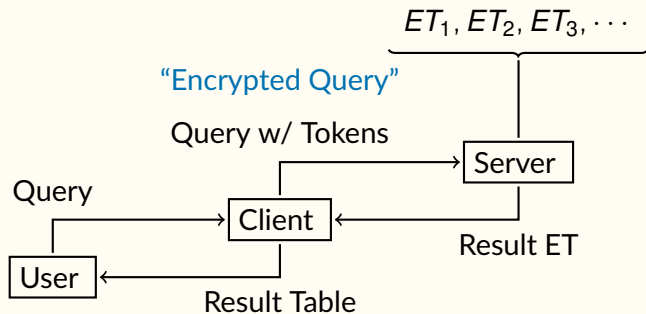 ET₁, ET₂, ET₃, ···
“Encrypted Query”
Query w/ Tokens
Server
Query
Client
Result ET
User
Result Table